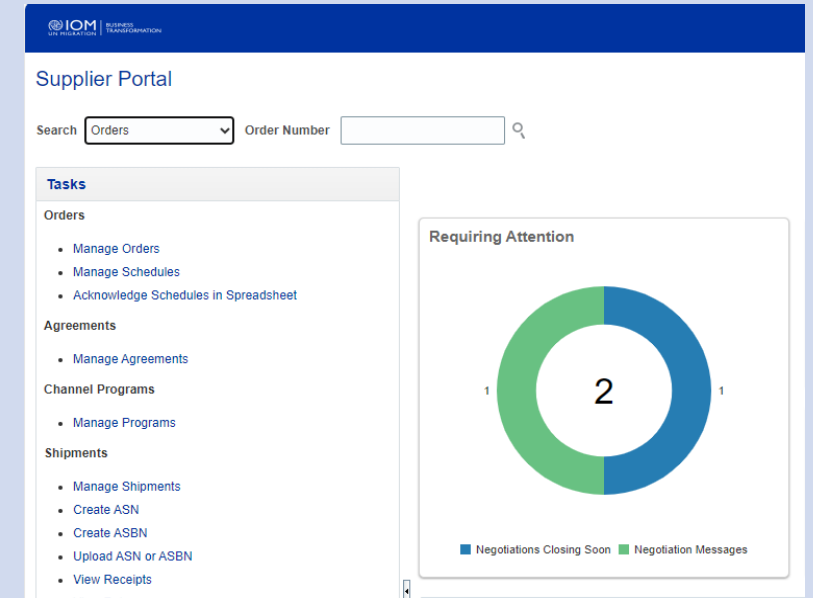 IOM
UN MIGRATION
BUSINESS
TRANSFORMATION
Supplier Portal
Search Orders Order Number
Tasks
Orders
Manage Orders
Manage Schedules
Acknowledge Schedules in Spreadsheet
Agreements
Manage Agreements
Channel Programs
Manage Programs
Shipments
Manage Shipments
Create ASN
Create ASBN
Upload ASN or ASBN
View Receipts
Requiring Attention
1 2 1
Negotiations Closing Soon Negotiation Messages